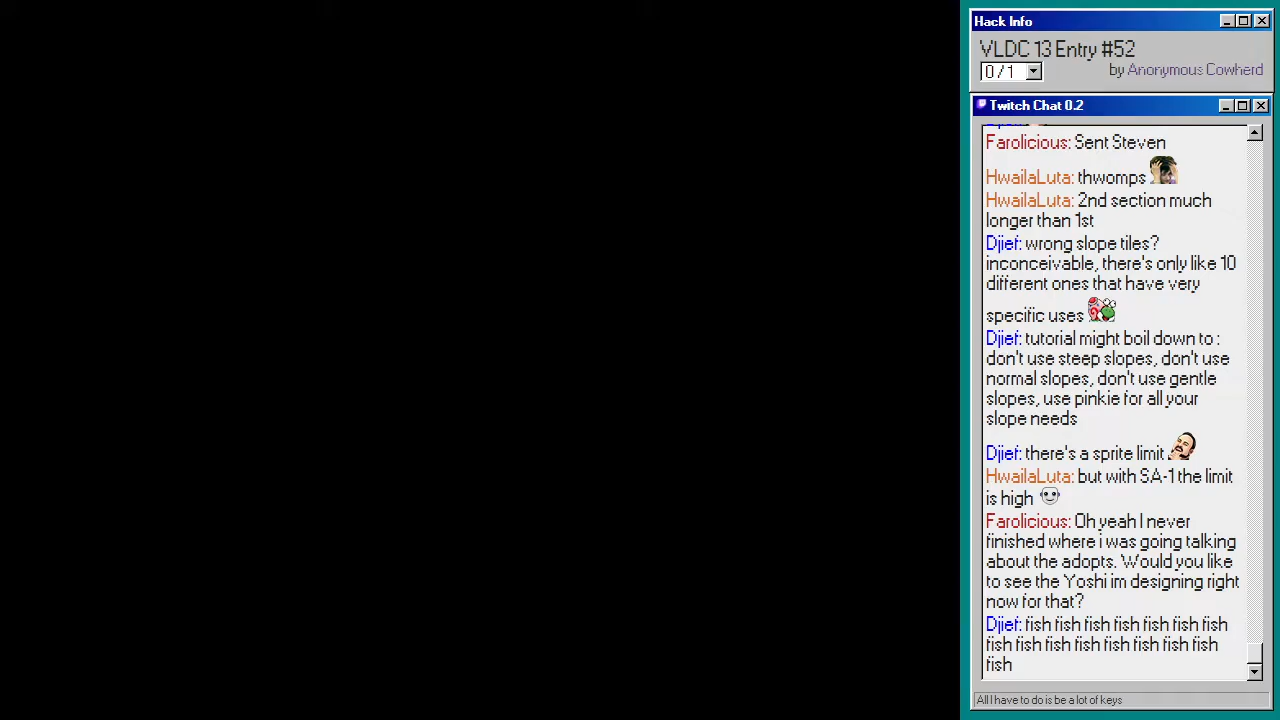 Hack Info
VLDC 13 Entry #52
0 / 1
by Anonymous Cowherd
Twitch Chat 0.2
Farolicious: Sent Steven
HwailaLuta: thwomps
HwailaLuta: 2nd section much
longer than 1st
Djief: wrong slope tiles?
inconceivable, there's only like 10
different ones that have very
specific uses
Djief: tutorial might boil down to :
don't use steep slopes, don't use
normal slopes, don't use gentle
slopes, use pinkie for all your
slope needs
Djief: there's a sprite limit
HwailaLuta: but with SA-1 the limit
is high
Farolicious: Oh yeah I never
finished where i was going talking
about the adopts. Would you like
to see the Yoshi im designing right
now for that?
Djief: fish fish fish fish fish fish fish
fish fish fish fish fish fish fish fish
fish
All I have to do is be a lot of keys